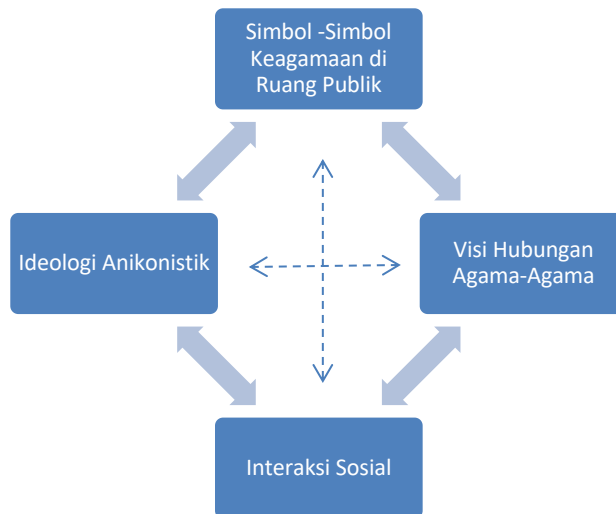 Simbol -Simbol
Keagamaan di
Ruang Publik
Ideologi Anikonistik
Visi Hubungan
Agama-Agama
Interaksi Sosial